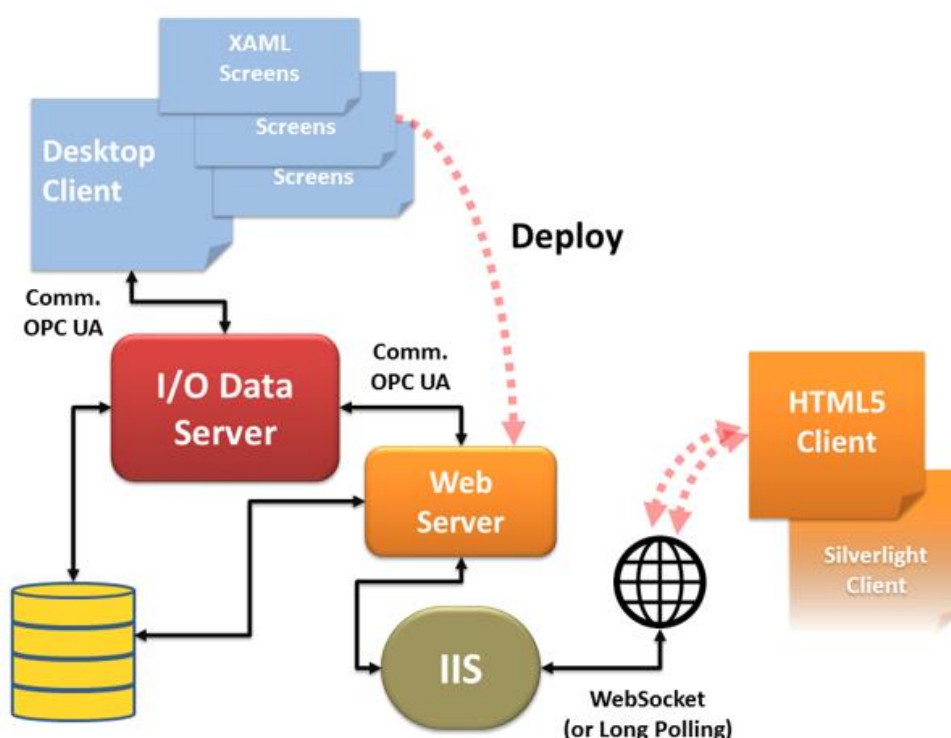 XAML
Screens
Screens
Screens
Desktop
Client
Deploy
Comm.
OPC UA
Comm.
OPC UA
I/O Data
Server
HTML5
Client
Web
Server
Silverlight
Client
IIS
WebSocket
(or Long Polling)